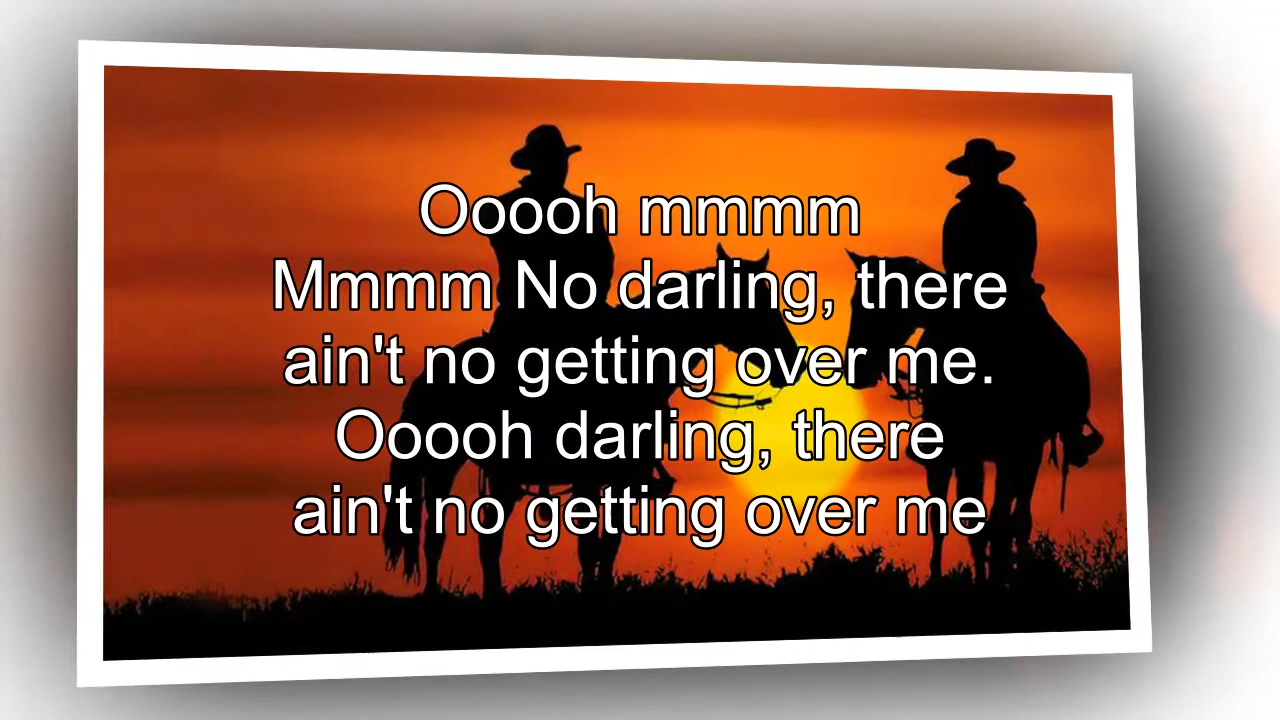 Ooooh mmmm
Mmmm No darling, there
ain't no getting over me.
Ooooh darling, there
ain't no getting over me